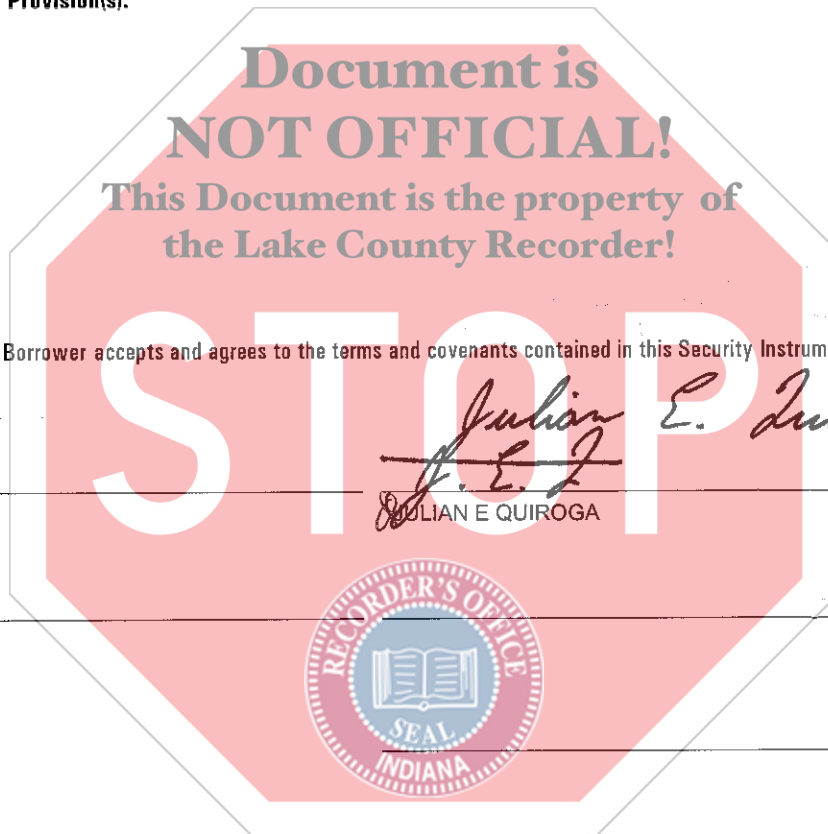 Provision(s).
Document is
NOT OFFICIAL!
This Document is the property of
the Lake County Recorder!
STOP
Borrower accepts and agrees to the terms and covenants contained in this Security Instrum
Julian E.
J. E. Q
JULIAN E QUIROGA
RECORDER'S OFFICE
SEAL
INDIANA